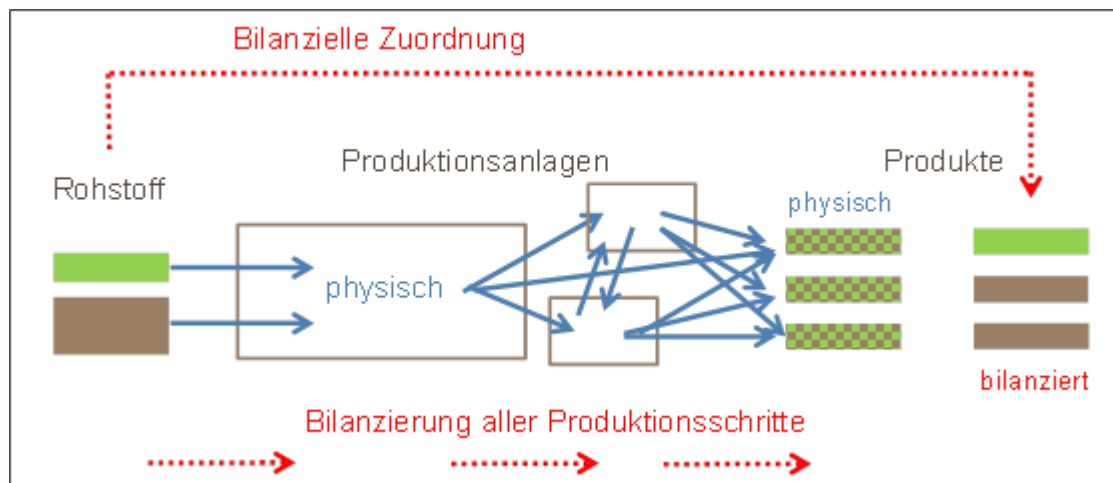 Bilanzielle Zuordnung
Produktionsanlagen
Produkte
Rohstoff
physisch
physisch
bilanziert
Bilanzierung aller Produktionsschritte